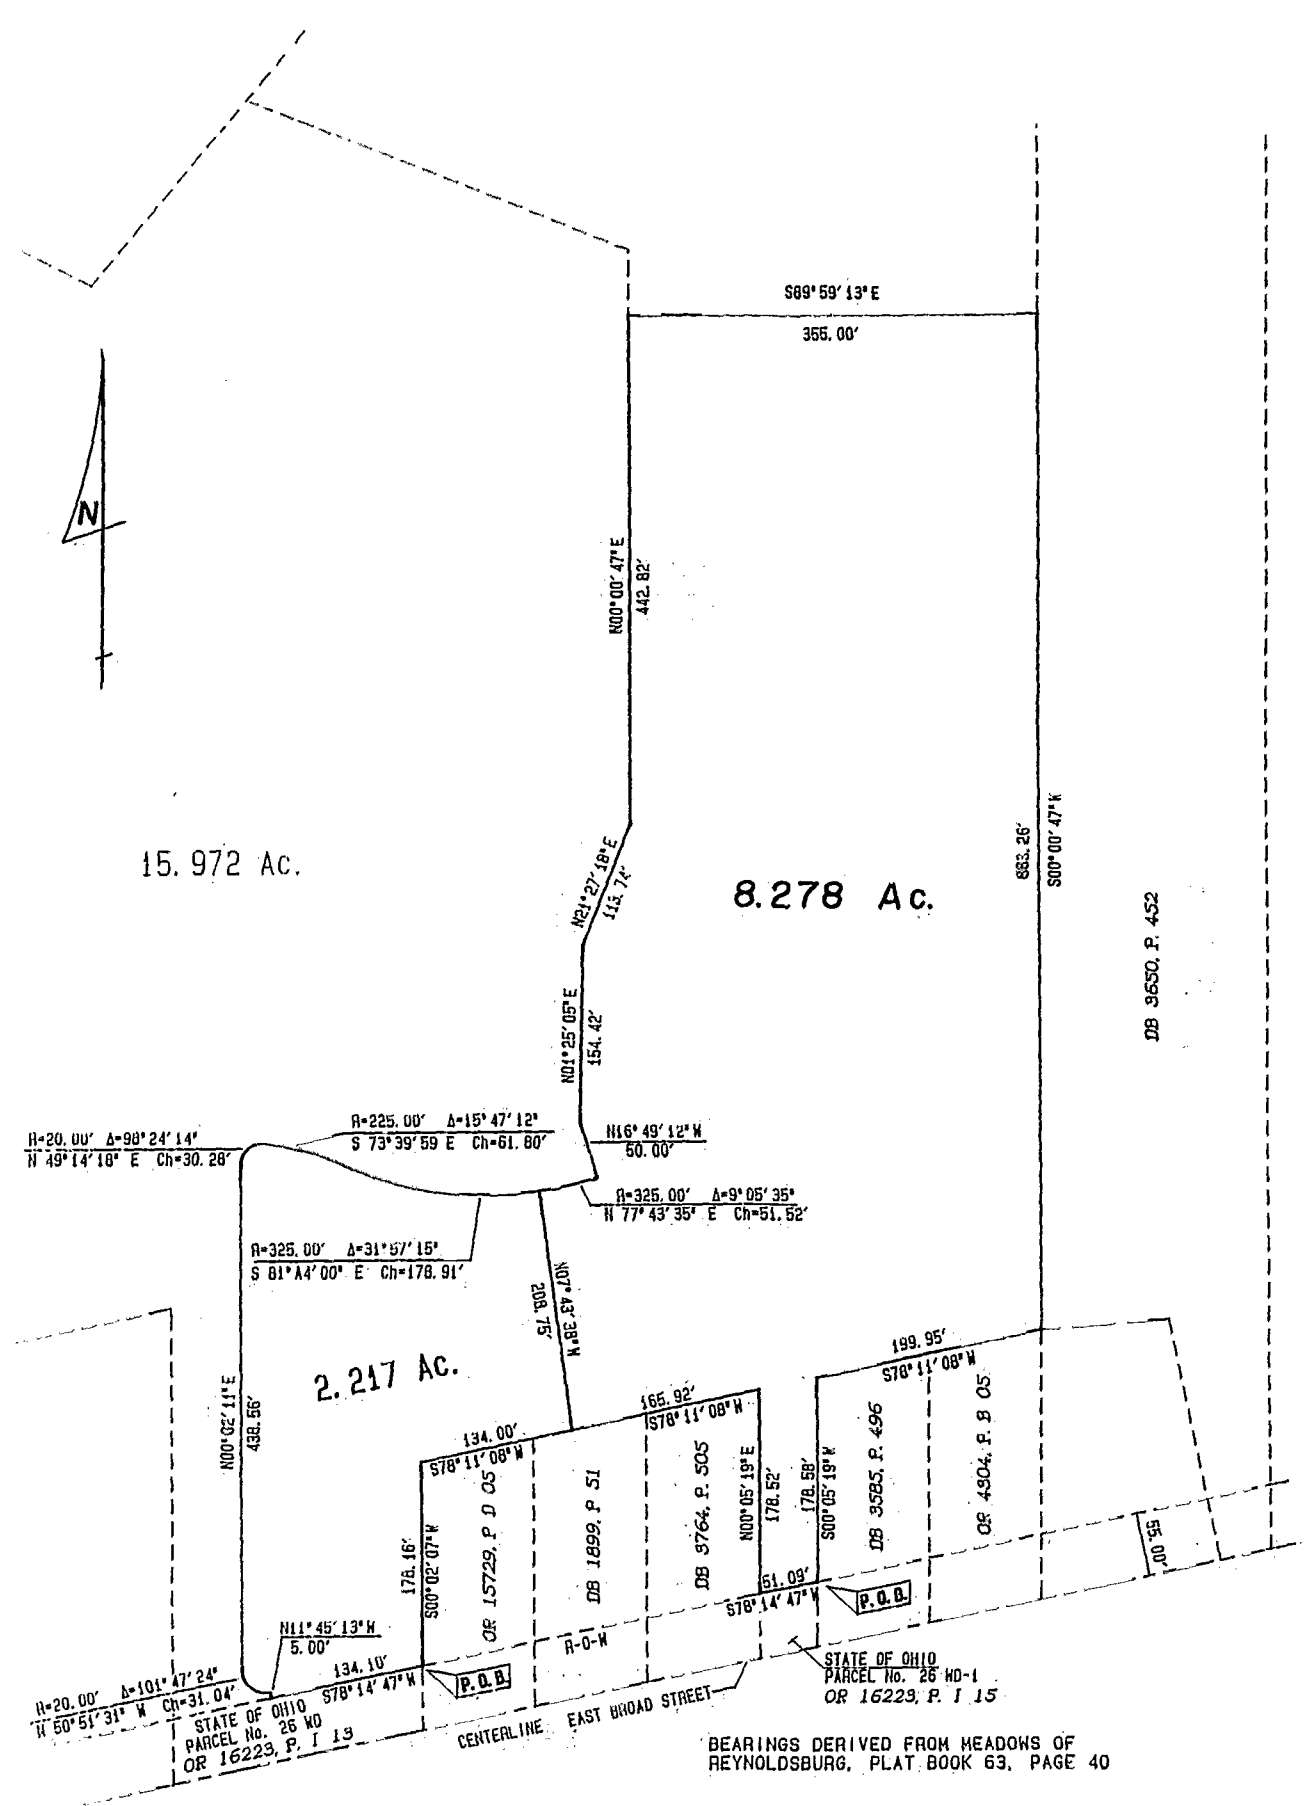 S89°59'13"E
355.00'
N
N00°00'47"E
442.82'
15.972 Ac.
N21°27'18"E
8.278 Ac.
S00°00'47"W
DB 3650, P. 452
N01°25'05"E
154.42'
R=225.00' Δ=15°47'12"
S 73°39'59 E Ch=61.80'
R=20.00' Δ=98°24'14"
N 49°14'18" E Ch=30.28'
N16°49'12"W
50.00'
R=325.00' Δ=9°05'35"
N 77°43'35" E Ch=51.52'
R=325.00' Δ=31°57'15"
S 81°A4'00" E Ch=178.91'
N07°43'38"W
208.75'
2.217 Ac.
N00°02'11"E
438.56'
199.95'
S78°11'08"W
165.92'
S78°11'08"W
134.00'
S78°11'08"W
178.16'
S00°02'07"W
OR 15729, P D 05
DB 1899, P 51
DB 3764, P. 505
N00°05'19"E
178.52'
178.58'
S00°05'19"W
DB 3585, P. 496
OR 4804, P. B 05
55.00'
51.09'
S78°14'47"W
P.O.B.
N11°45'13"W
5.00'
134.10'
S78°14'47"W
P.O.B.
R-O-W
R=20.00' Δ=101°47'24"
N 50°51'31" W Ch=31.04'
STATE OF OHIO
PARCEL No. 26 WD
OR 16223, P. I 13
CENTERLINE EAST BROAD STREET
STATE OF OHIO
PARCEL No. 26 WD-1
OR 16223, P. I 15
BEARINGS DERIVED FROM MEADOWS OF
REYNOLDSBURG, PLAT BOOK 63, PAGE 40